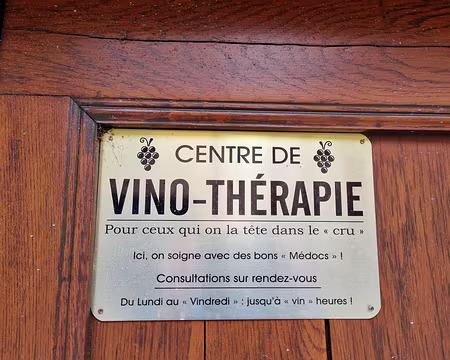 CENTRE DE
VINO-THÉRAPIE
Pour ceux qui on la tête dans le « cru »
Ici, on soigne avec des bons « Médocs » !
Consultations sur rendez-vous
Du Lundi au « Vindredi » : jusqu'à « vin » heures !